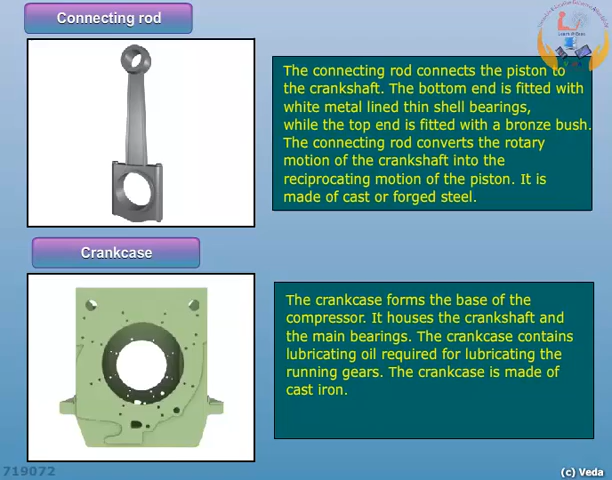 Connecting rod
The connecting rod connects the piston to
the crankshaft. The bottom end is fitted with
white metal lined thin shell bearings,
while the top end is fitted with a bronze bush.
The connecting rod converts the rotary
motion of the crankshaft into the
reciprocating motion of the piston. It is
made of cast or forged steel.
Crankcase
The crankcase forms the base of the
compressor. It houses the crankshaft and
the main bearings. The crankcase contains
lubricating oil required for lubricating the
running gears. The crankcase is made of
cast iron.
719072
(c) Veda